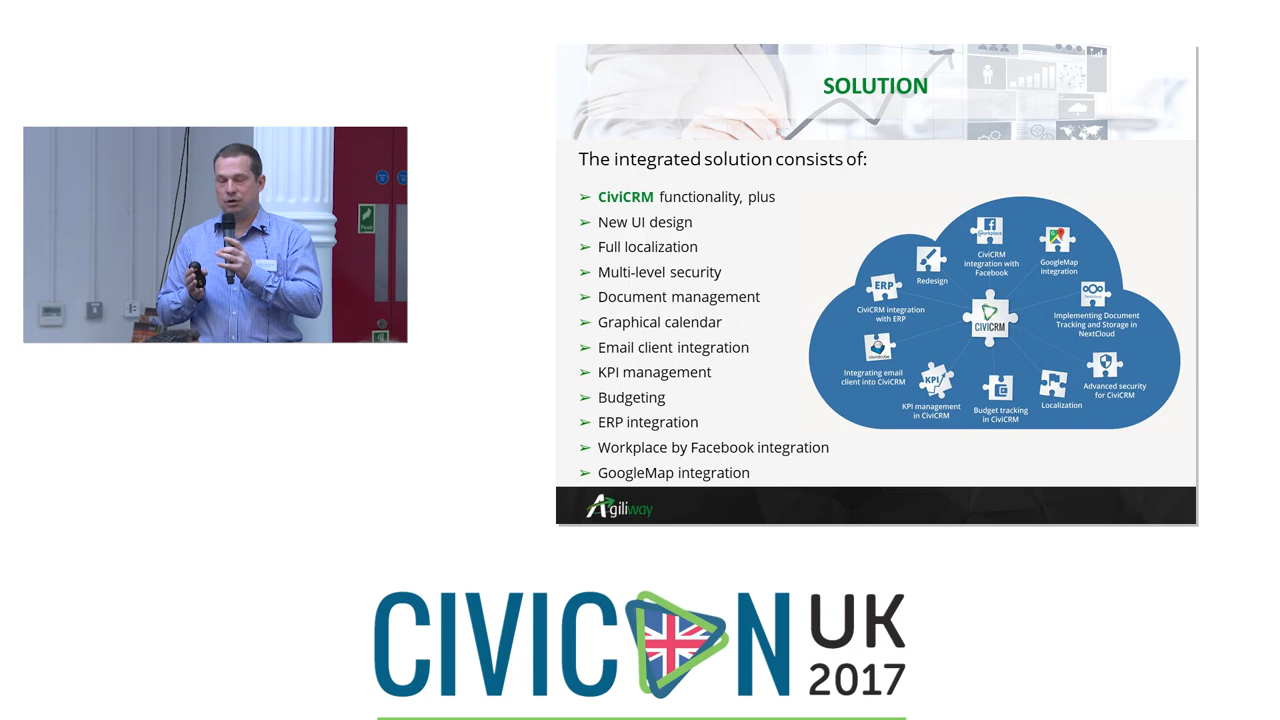 SOLUTION
The integrated solution consists of:
➢ CiviCRM functionality, plus
➢ New UI design
➢ Full localization
➢ Multi-level security
➢ Document management
➢ Graphical calendar
➢ Email client integration
➢ KPI management
➢ Budgeting
➢ ERP integration
➢ Workplace by Facebook integration
➢ GoogleMap integration
Workplace
CiviCRM
integration with
Facebook
GoogleMap
integration
Redesign
ERP
CiviCRM integration
with ERP
CIVICRM
Implementing Document
Tracking and Storage in
NextCloud
roundcube
Integrating email
client into CiviCRM
KPI
KPI management
in CiviCRM
Budget tracking
in CiviCRM
Localization
Advanced security
for CiviCRM
Agiliway
Push
CIVICON UK
2017